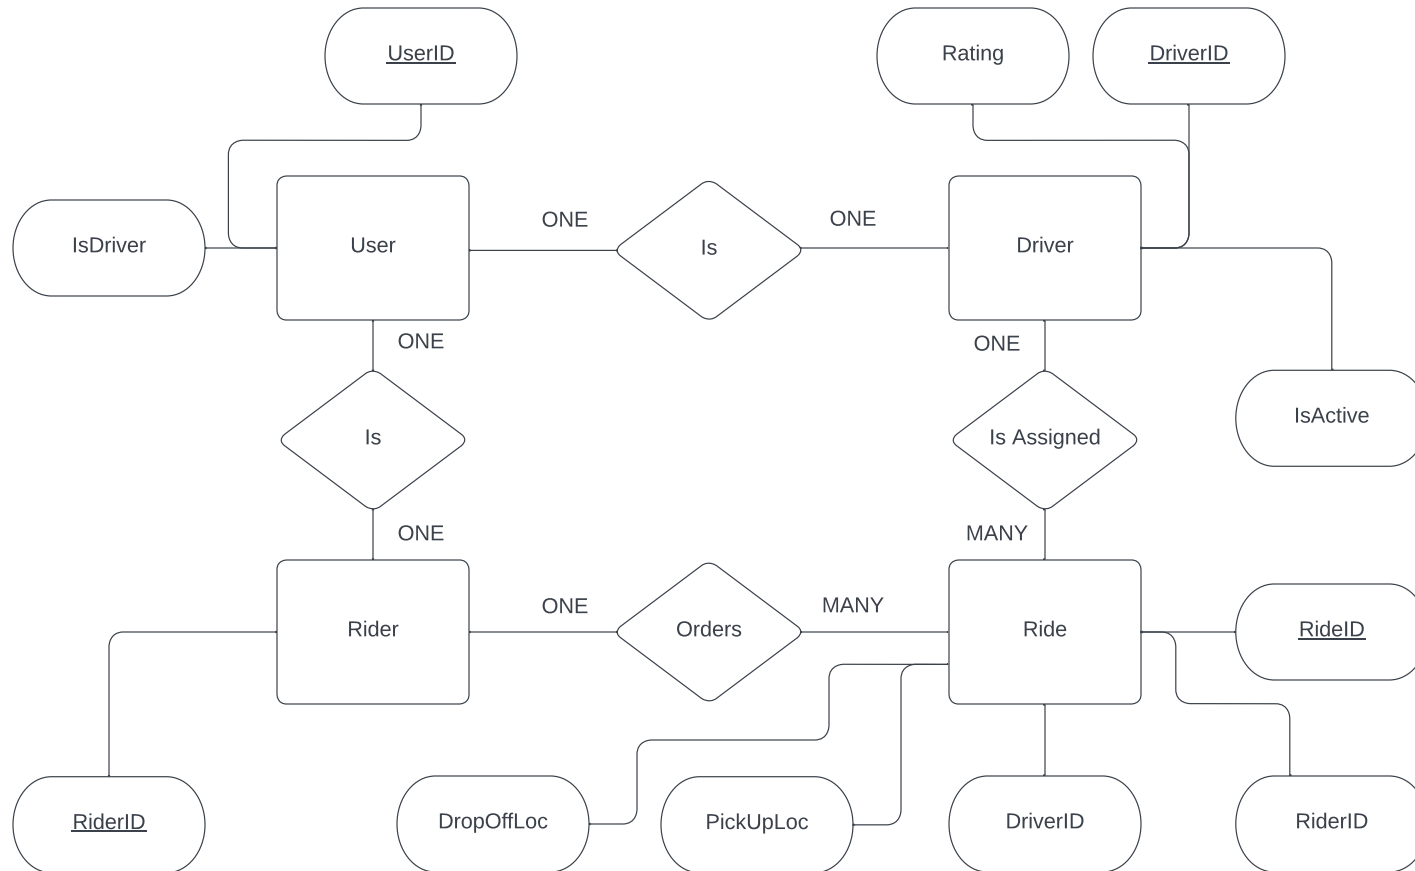 UserID
Rating
DriverID
IsDriver
User
ONE
Is
ONE
Driver
ONE
ONE
IsActive
Is
Is Assigned
ONE
MANY
Rider
ONE
Orders
MANY
Ride
RideID
RiderID
DropOffLoc
PickUpLoc
DriverID
RiderID